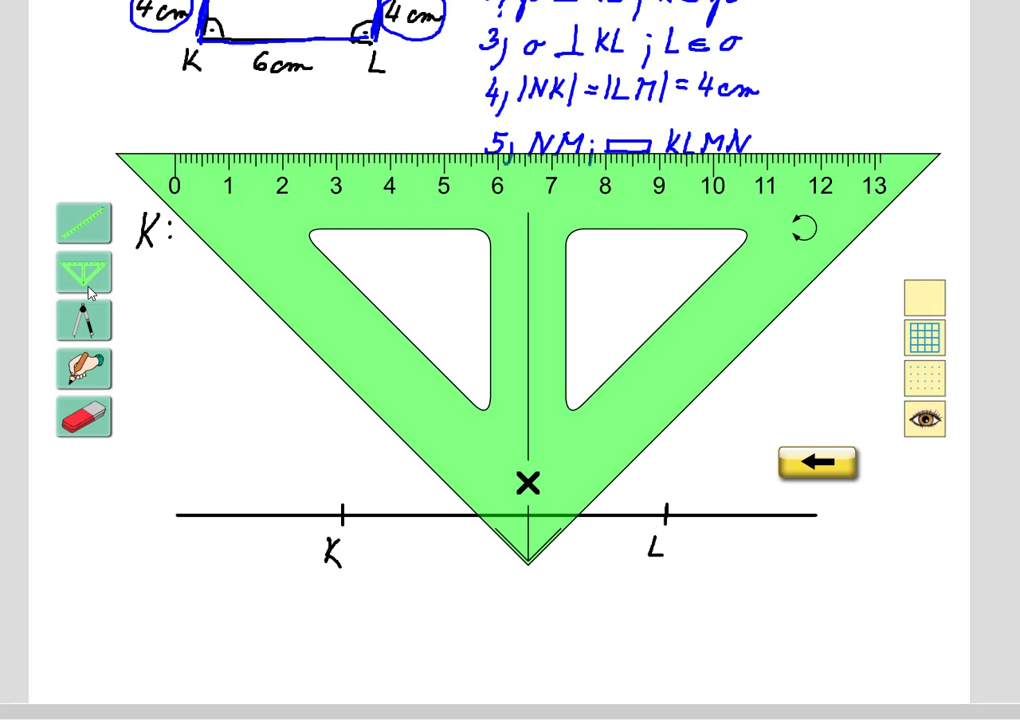 4cm 4cm
K 6cm L
3, σ ⊥ KL ; L ∈ σ
4, |NK| = |LM| = 4cm
5, NM; ▭ KLMN
0 1 2 3 4 5 6 7 8 9 10 11 12 13
K:
K L